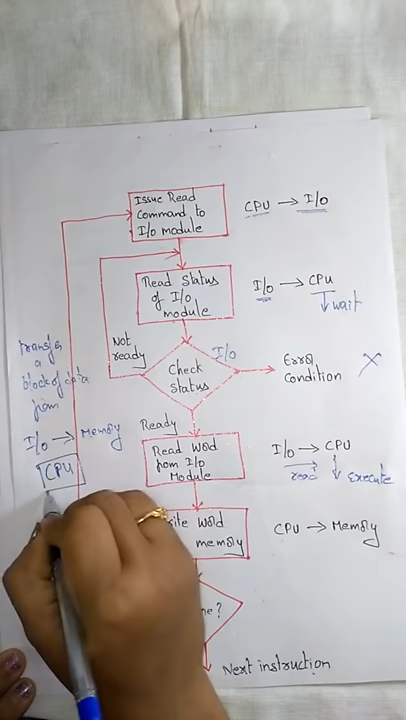 Issue Read
Command to
I/o module
CPU → I/o
Read Status
of I/o
module
I/o → CPU
↓ wait
Not
ready
I/o
Check
Status
Error
Condition
X
Transfer
a
block of data
from
I/o → Memory
CPU
Ready
Read Word
from I/o
Module
I/o → CPU
read
↓ execute
word
memory
CPU → Memory
?
Next instruction